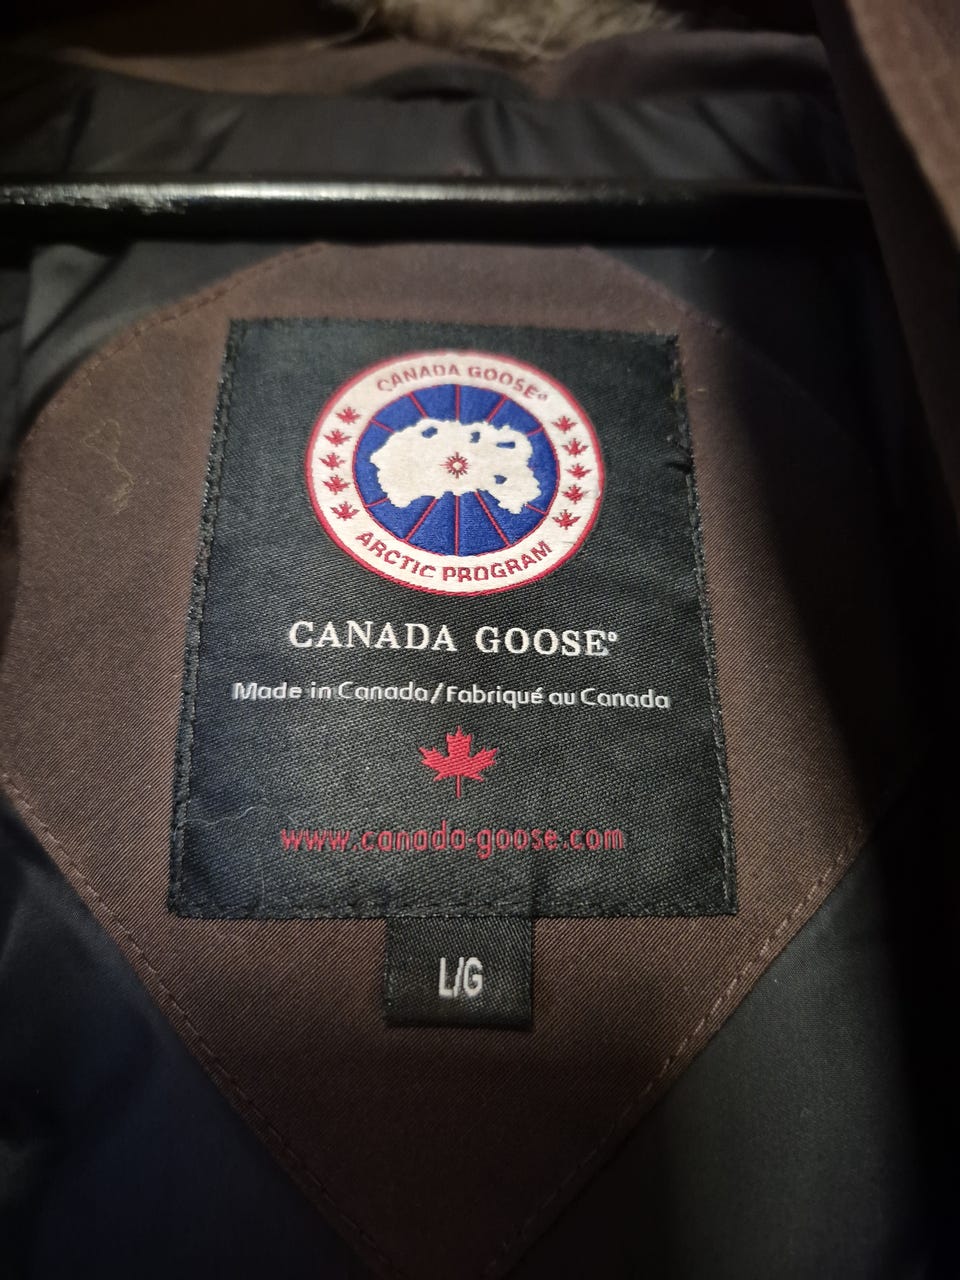 CANADA GOOSE®
ARCTIC PROGRAM
CANADA GOOSE®
Made in Canada/Fabriqué au Canada
www.canada-goose.com
L/G